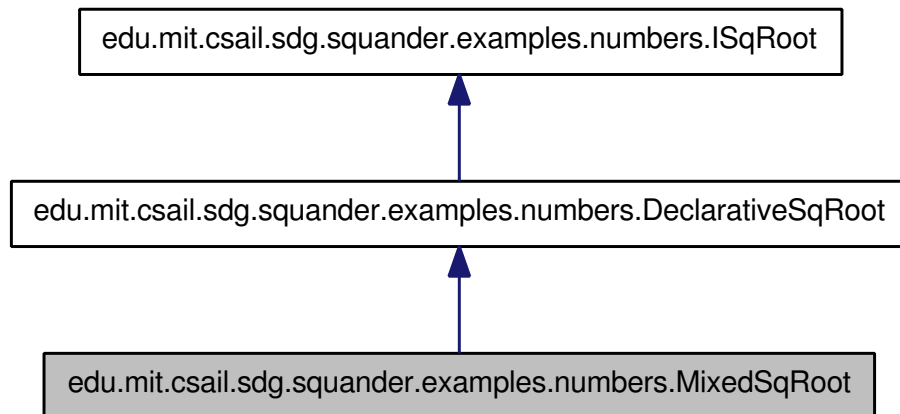 edu.mit.csail.sdg.squander.examples.numbers.ISqRoot
edu.mit.csail.sdg.squander.examples.numbers.DeclarativeSqRoot
edu.mit.csail.sdg.squander.examples.numbers.MixedSqRoot